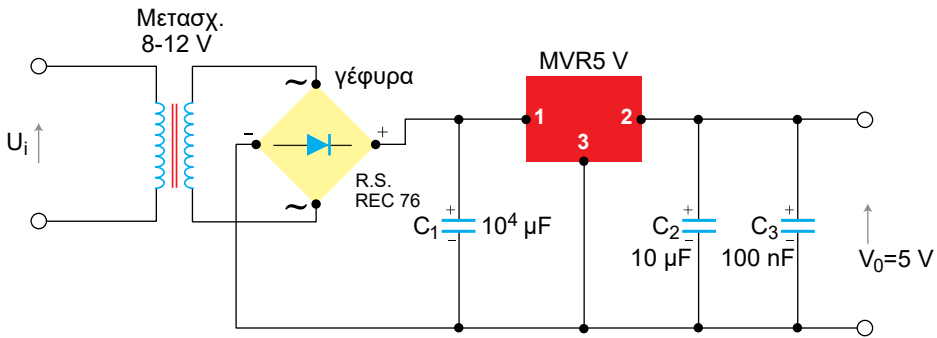 Μετασχ.
8-12 V
Uᵢ
~
γέφυρα
-
+
~
R.S.
REC 76
C₁
+
-
10⁴ μF
MVR5 V
1
2
3
C₂
+
-
10 μF
C₃
+
-
100 nF
V₀=5 V